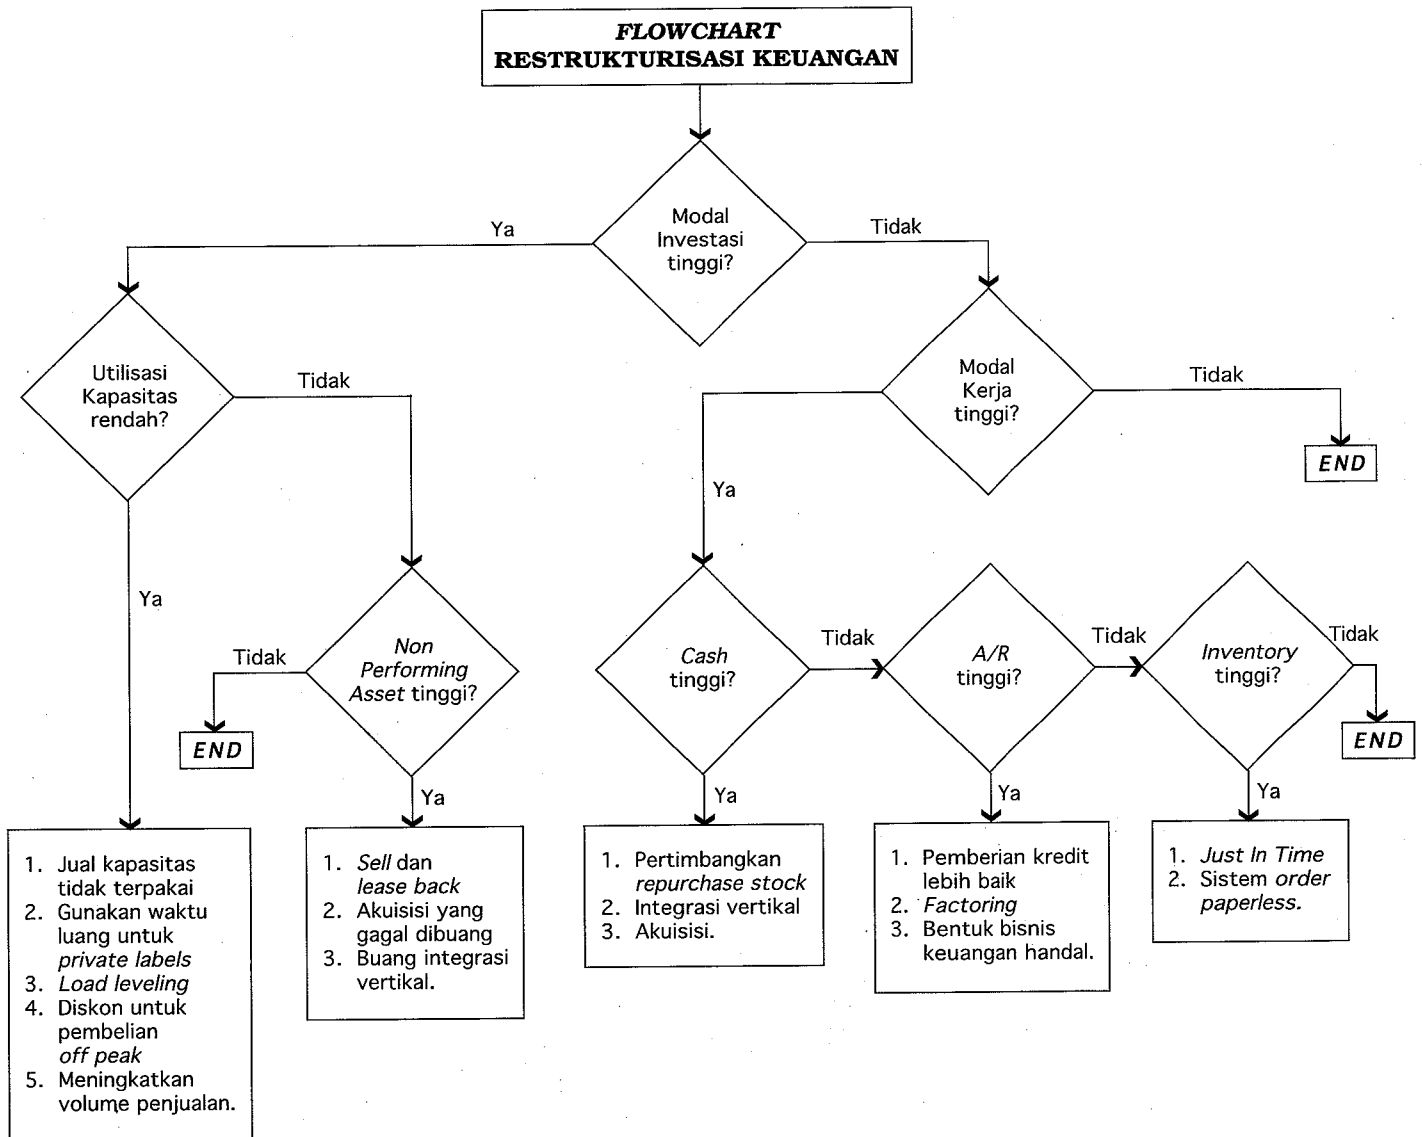 FLOWCHART
RESTRUKTURISASI KEUANGAN
Modal
Investasi
tinggi?
Ya
Tidak
Utilisasi
Kapasitas
rendah?
Tidak
Ya
Modal
Kerja
tinggi?
Tidak
END
Ya
Non
Performing
Asset tinggi?
Tidak
END
Ya
Cash
tinggi?
Tidak
Ya
A/R
tinggi?
Tidak
Ya
Inventory
tinggi?
Tidak
END
Ya
1. Jual kapasitas
tidak terpakai
2. Gunakan waktu
luang untuk
private labels
3. Load leveling
4. Diskon untuk
pembelian
off peak
5. Meningkatkan
volume penjualan.
1. Sell dan
lease back
2. Akuisisi yang
gagal dibuang
3. Buang integrasi
vertikal.
1. Pertimbangkan
repurchase stock
2. Integrasi vertikal
3. Akuisisi.
1. Pemberian kredit
lebih baik
2. Factoring
3. Bentuk bisnis
keuangan handal.
1. Just In Time
2. Sistem order
paperless.